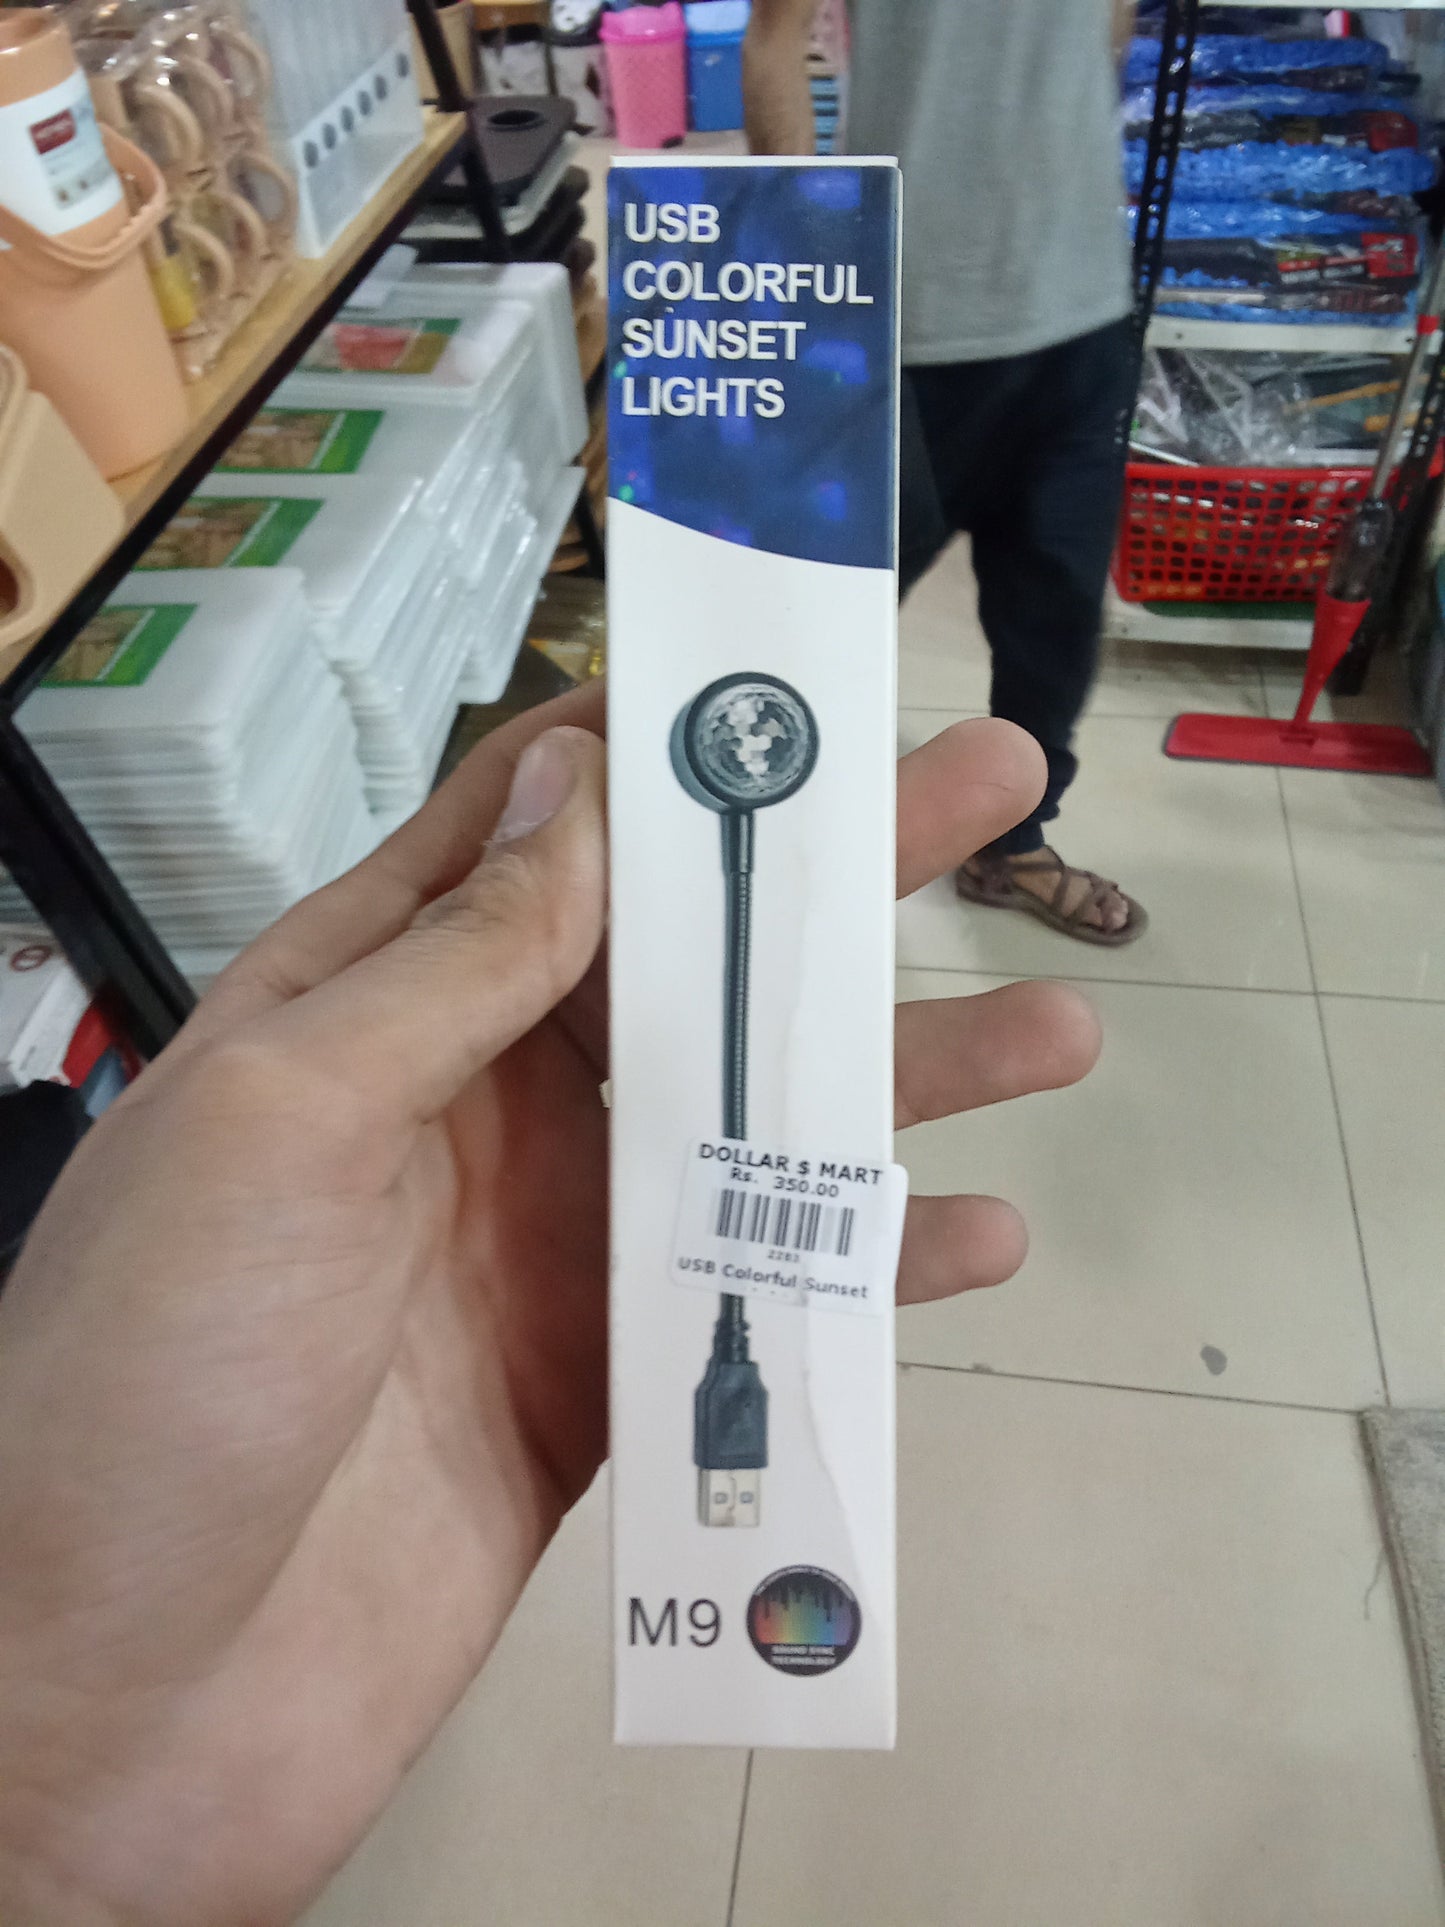 USB
COLORFUL
SUNSET
LIGHTS
DOLLAR $ MART
Rs. 350.00
2283
USB Colorful Sunset
M9
SOUND SYNC
TECHNOLOGY